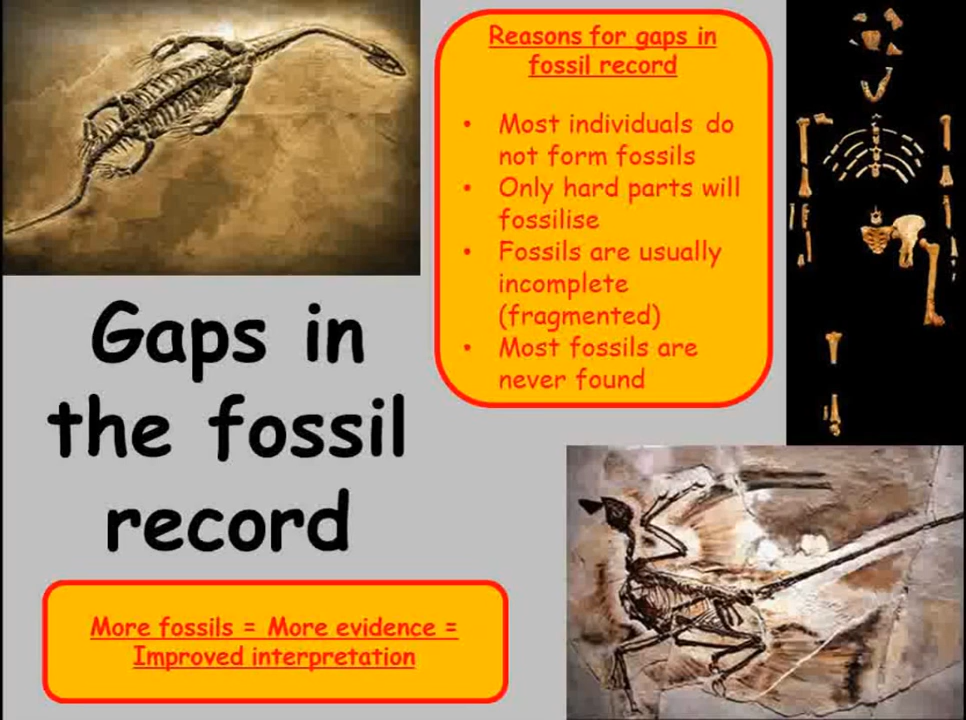 Reasons for gaps in
fossil record
• Most individuals do
not form fossils
• Only hard parts will
fossilise
• Fossils are usually
incomplete
(fragmented)
• Most fossils are
never found
Gaps in
the fossil
record
More fossils = More evidence =
Improved interpretation